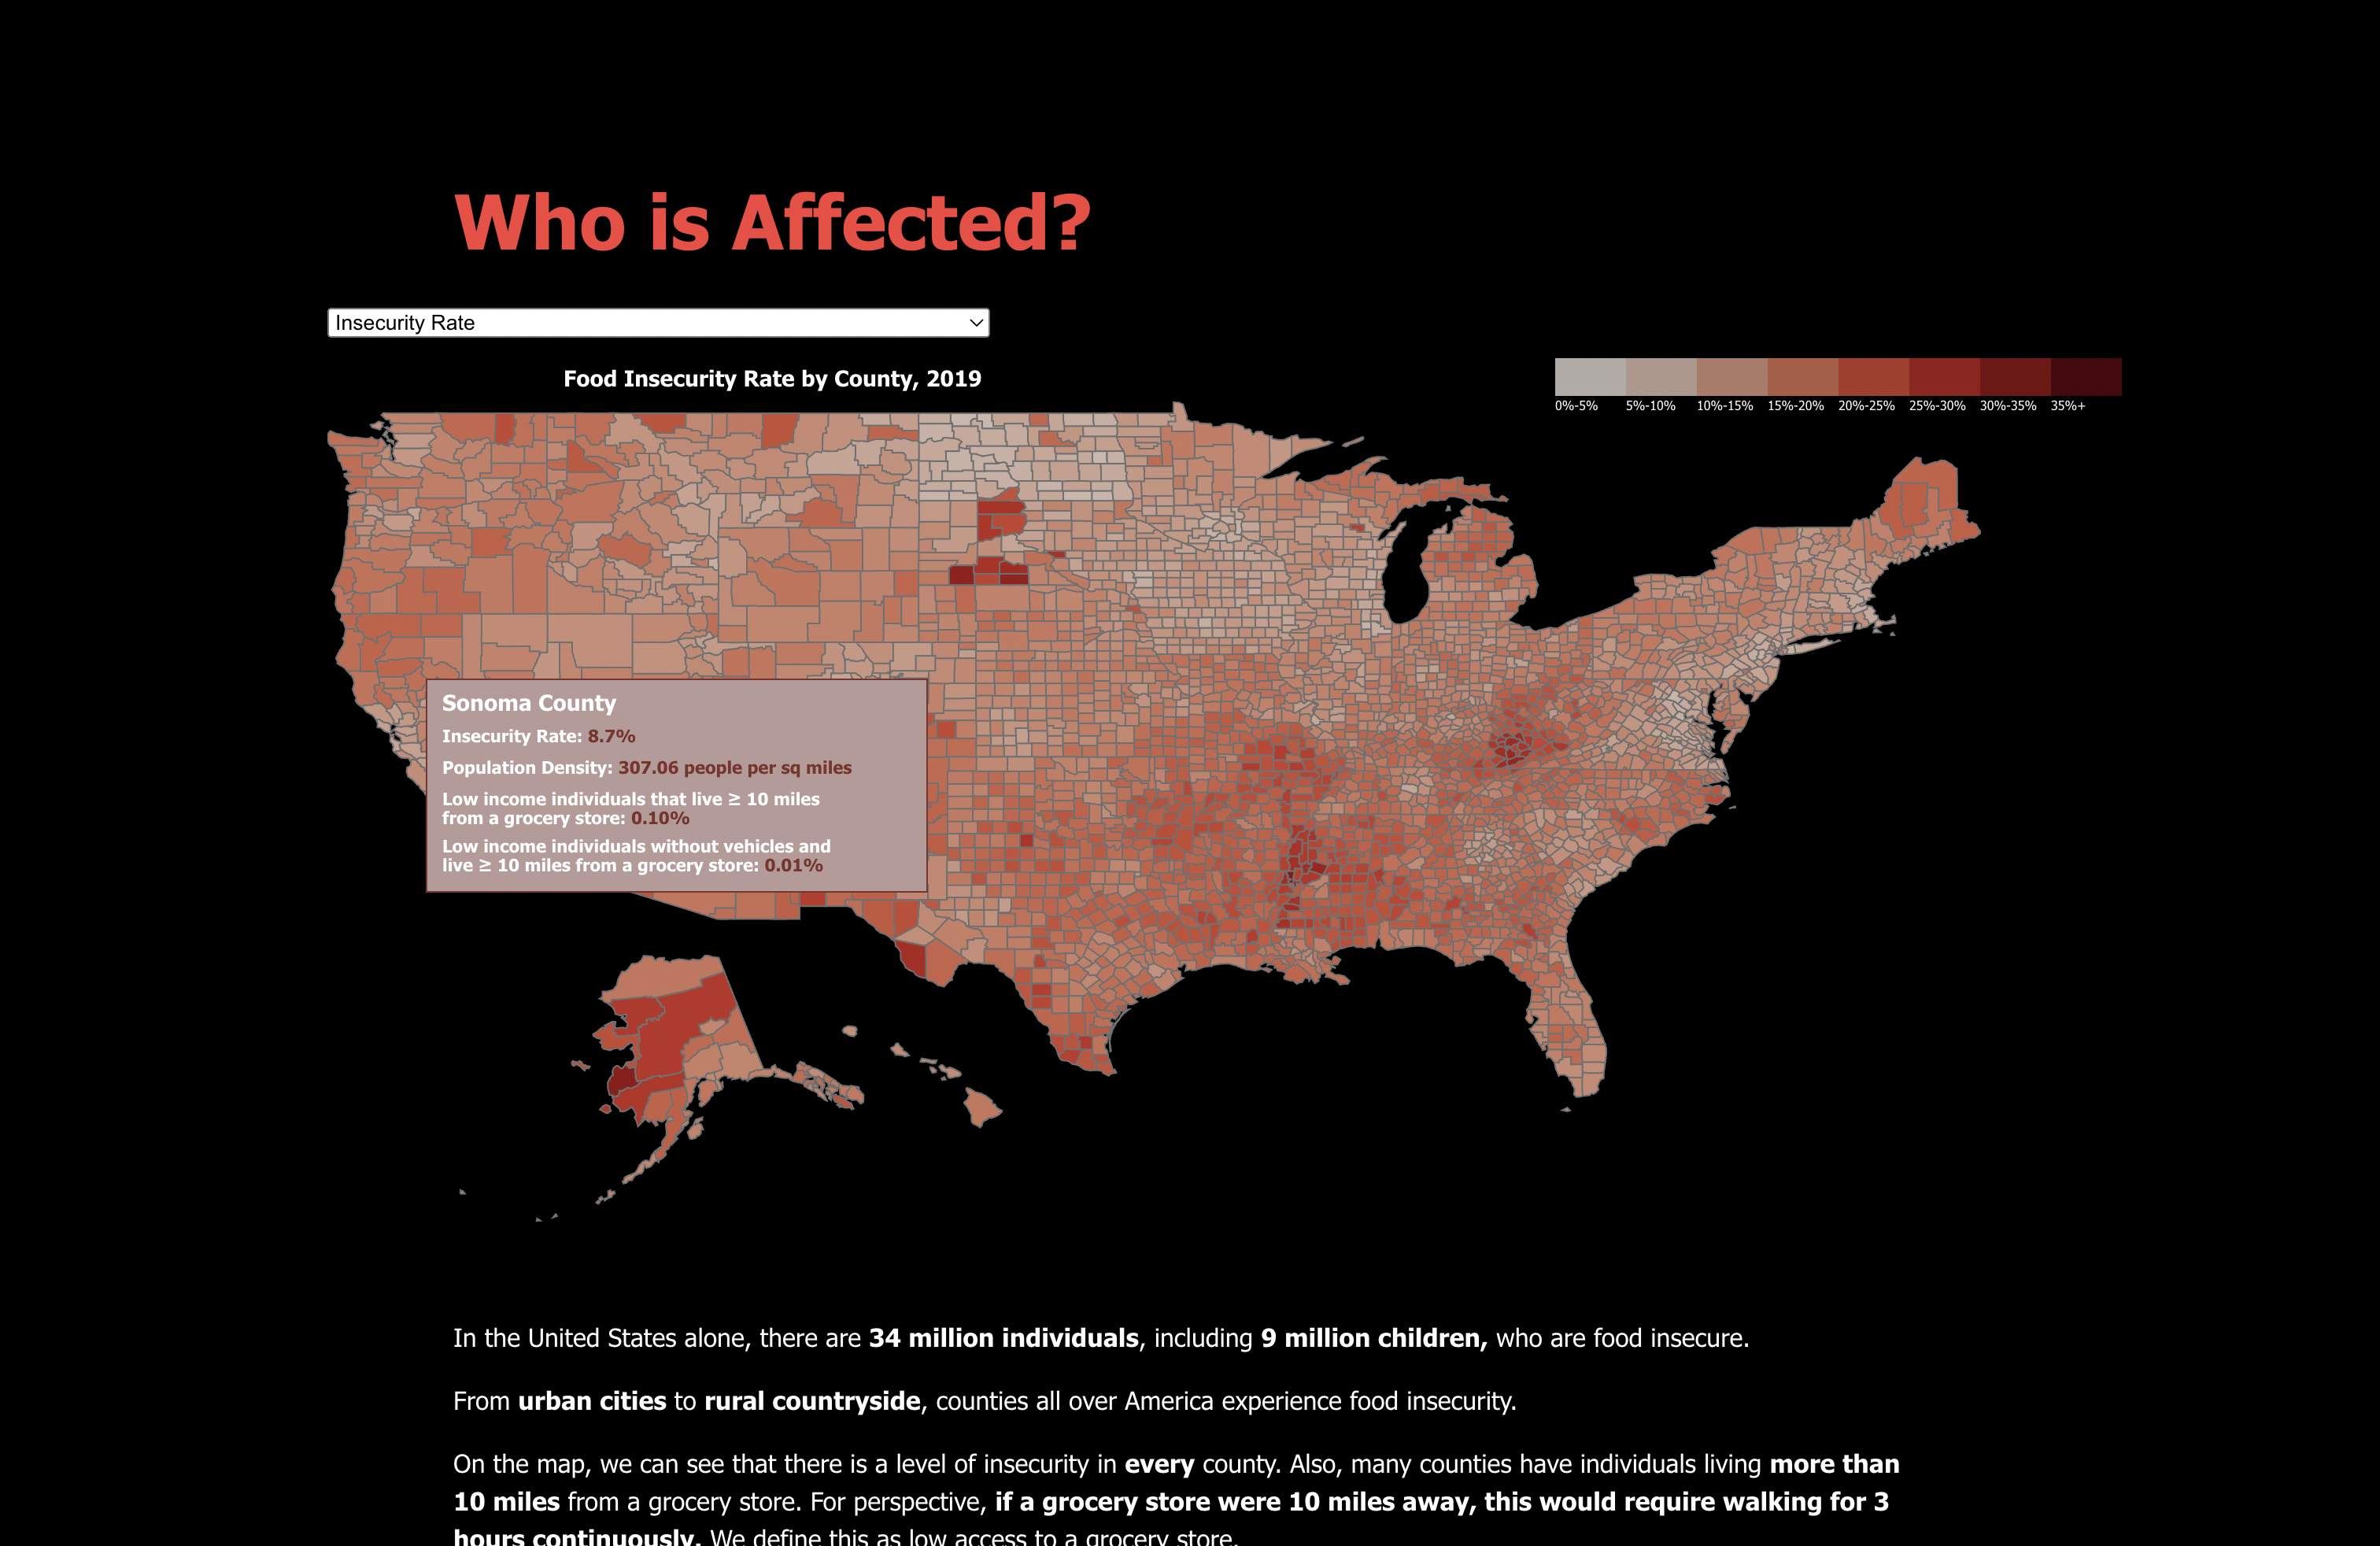 Who is Affected?
Insecurity Rate
Food Insecurity Rate by County, 2019
0%-5% 5%-10% 10%-15% 15%-20% 20%-25% 25%-30% 30%-35% 35%+
Sonoma County
Insecurity Rate: 8.7%
Population Density: 307.06 people per sq miles
Low income individuals that live ≥ 10 miles
from a grocery store: 0.10%
Low income individuals without vehicles and
live ≥ 10 miles from a grocery store: 0.01%
In the United States alone, there are 34 million individuals, including 9 million children, who are food insecure.
From urban cities to rural countryside, counties all over America experience food insecurity.
On the map, we can see that there is a level of insecurity in every county. Also, many counties have individuals living more than
10 miles from a grocery store. For perspective, if a grocery store were 10 miles away, this would require walking for 3
hours continuously. We define this as low access to a grocery store.